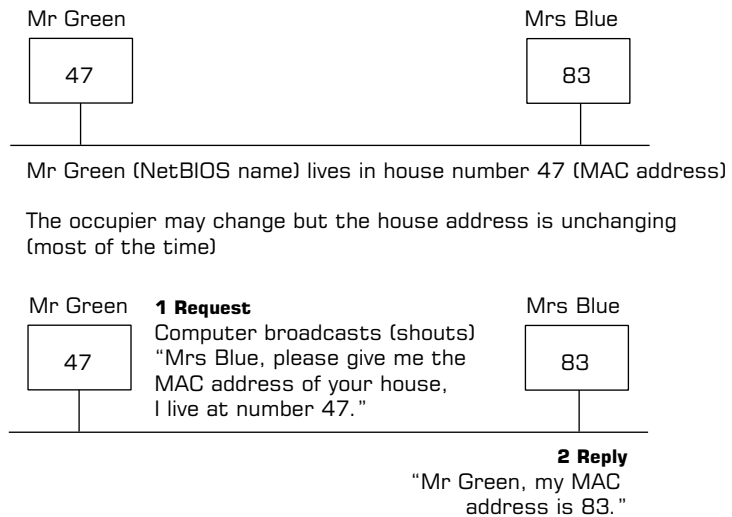 Mr Green
Mrs Blue
47
83
Mr Green (NetBIOS name) lives in house number 47 (MAC address)
The occupier may change but the house address is unchanging
(most of the time)
Mr Green
1 Request
Mrs Blue
Computer broadcasts (shouts)
47
“Mrs Blue, please give me the
83
MAC address of your house,
I live at number 47.”
2 Reply
“Mr Green, my MAC
address is 83.”